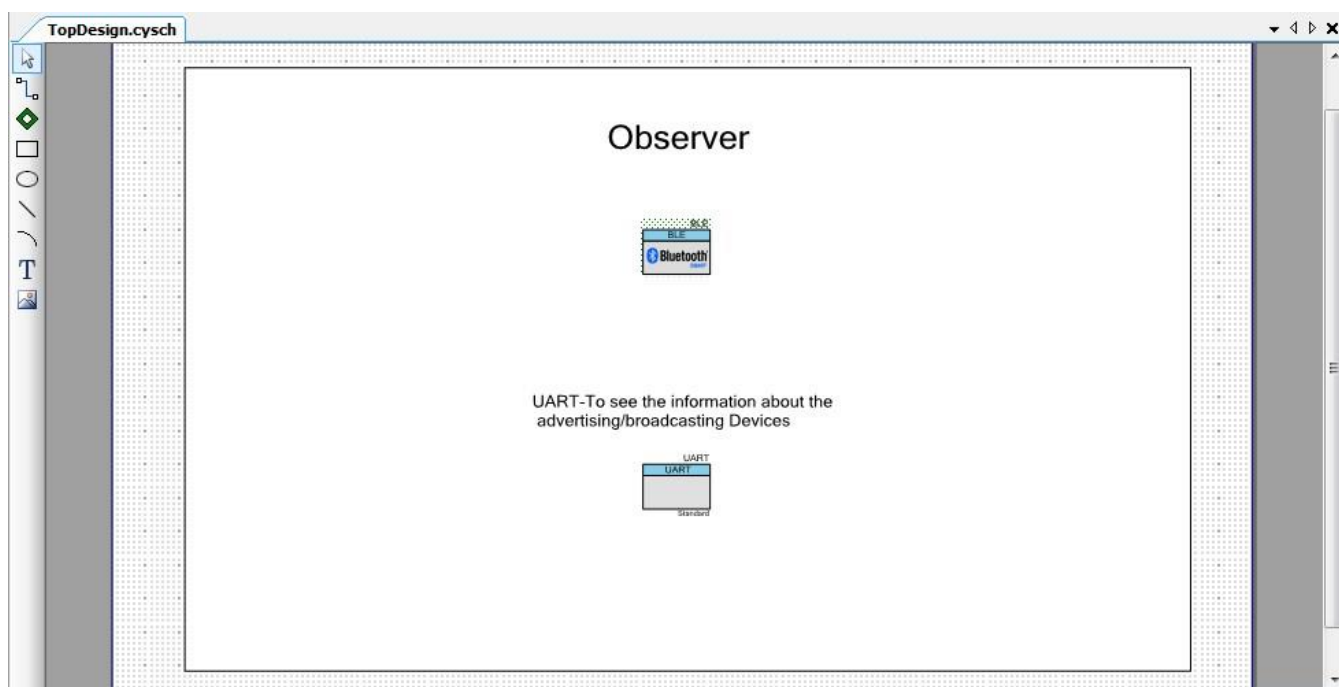 TopDesign.cysch
Observer
BLE
BLE
Bluetooth
SMART
UART-To see the information about the
advertising/broadcasting Devices
UART
UART
Standard
T